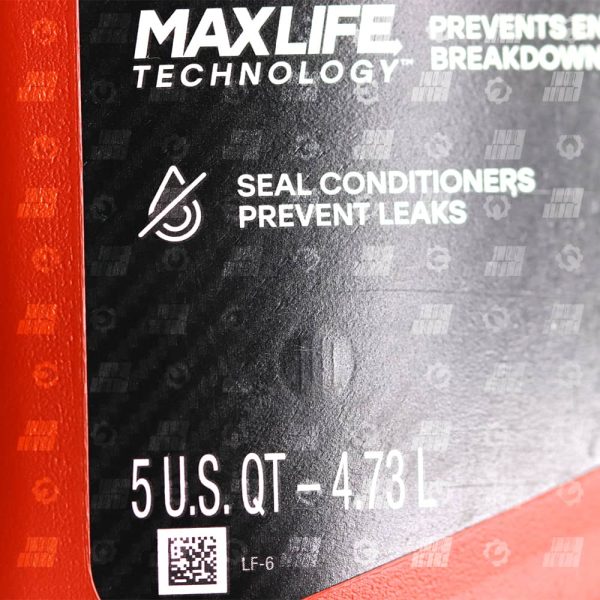 MAXLIFE
TECHNOLOGY™
PREVENTS EN
BREAKDOWN
SEAL CONDITIONERS
PREVENT LEAKS
5 U.S. QT – 4.73 L
LF-6